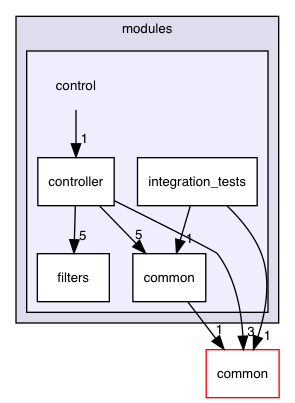 modules
control
1
controller
integration_tests
5
5
1
filters
common
1
3
1
common